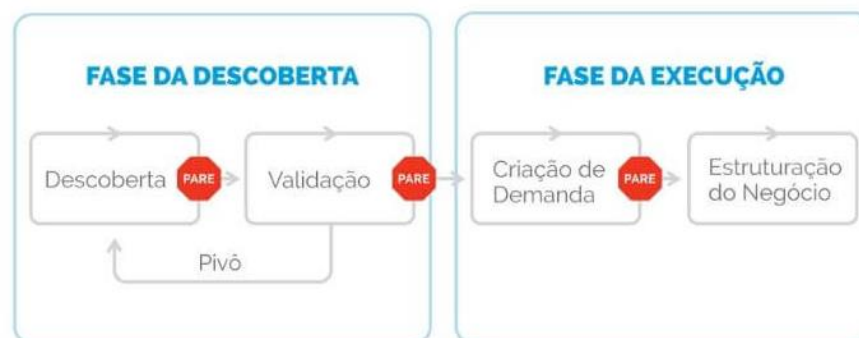 FASE DA DESCOBERTA
Descoberta
PARE
Validação
PARE
Pivô
FASE DA EXECUÇÃO
Criação de
Demanda
PARE
Estruturação
do Negócio